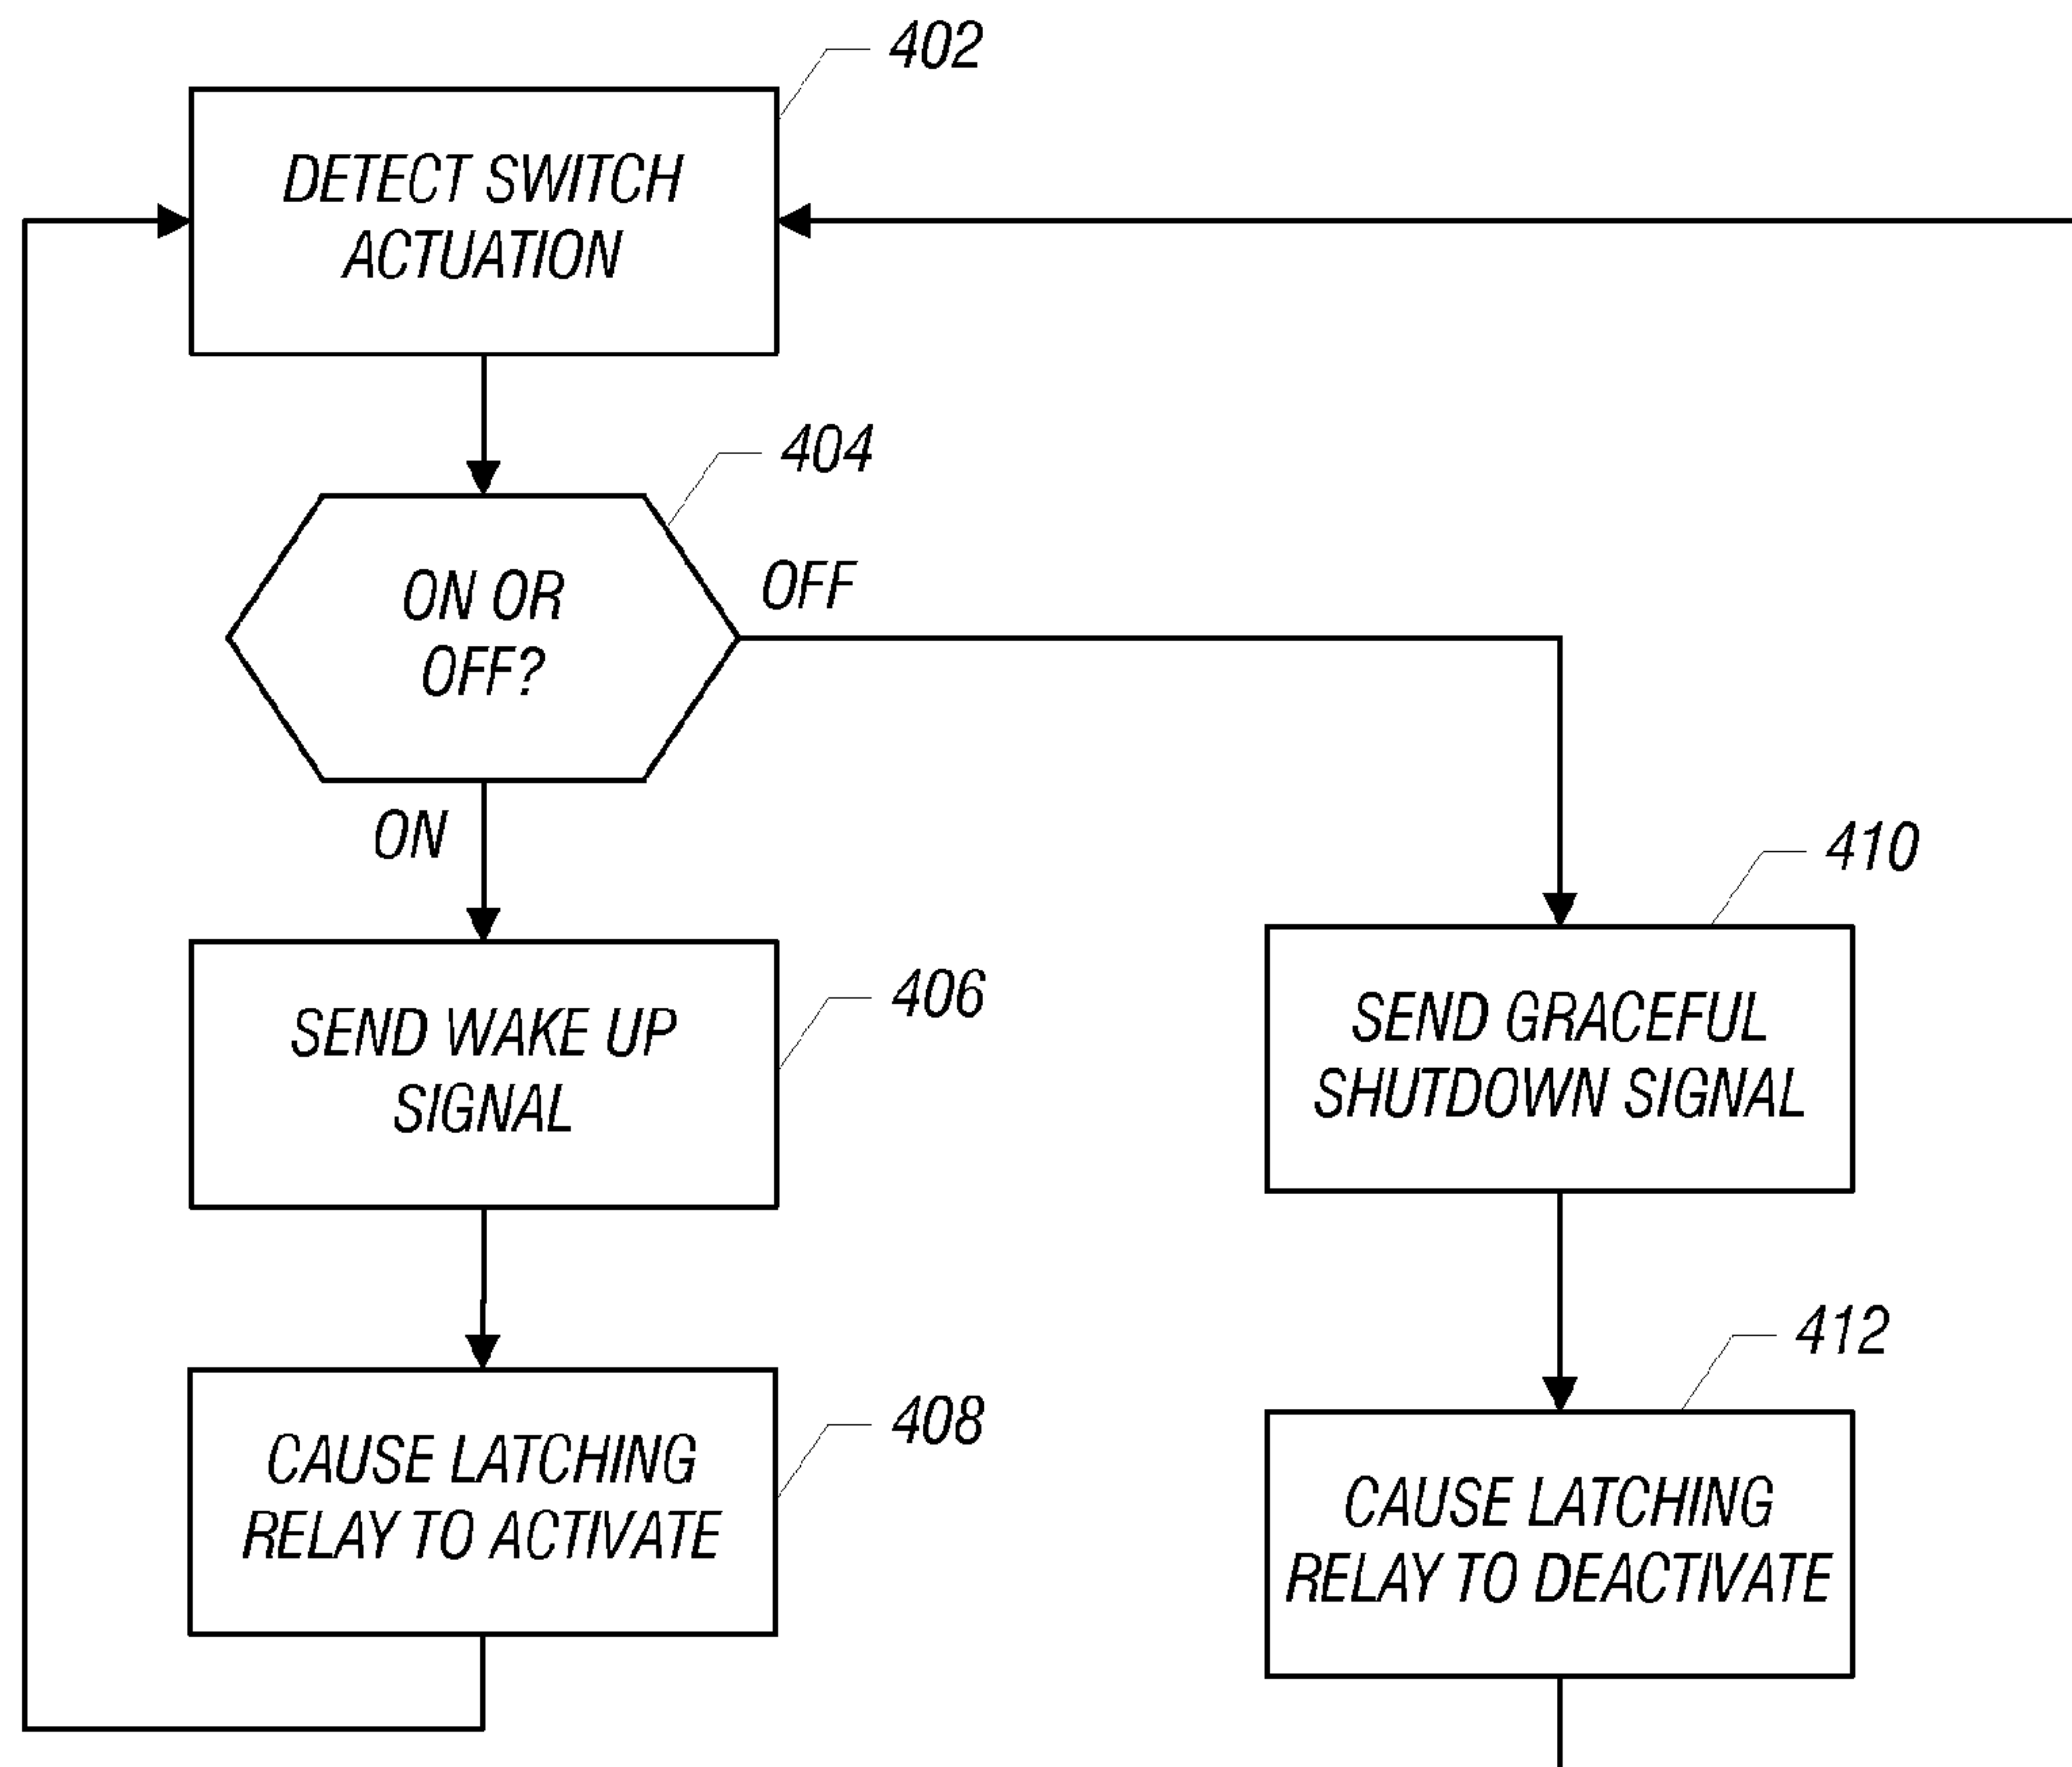 402
DETECT SWITCH
ACTUATION
404
ON OR
OFF?
OFF
ON
406
SEND WAKE UP
SIGNAL
408
CAUSE LATCHING
RELAY TO ACTIVATE
410
SEND GRACEFUL
SHUTDOWN SIGNAL
412
CAUSE LATCHING
RELAY TO DEACTIVATE